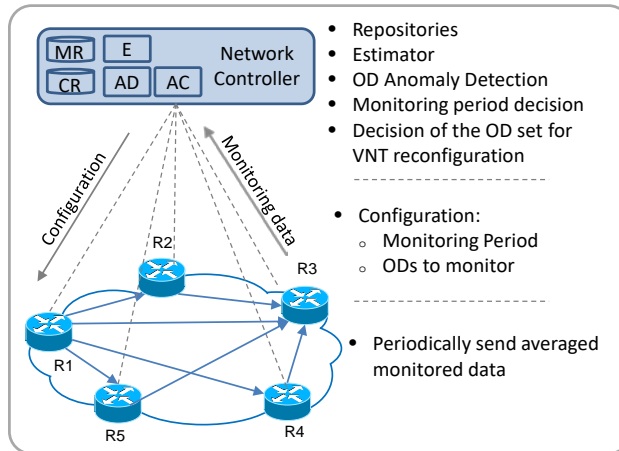 MR
E
CR
AD
AC
Network
Controller
• Repositories
• Estimator
• OD Anomaly Detection
• Monitoring period decision
• Decision of the OD set for
VNT reconfiguration
Configuration
Monitoring data
• Configuration:
o Monitoring Period
o ODs to monitor
R2
R3
R1
R5
R4
• Periodically send averaged
monitored data